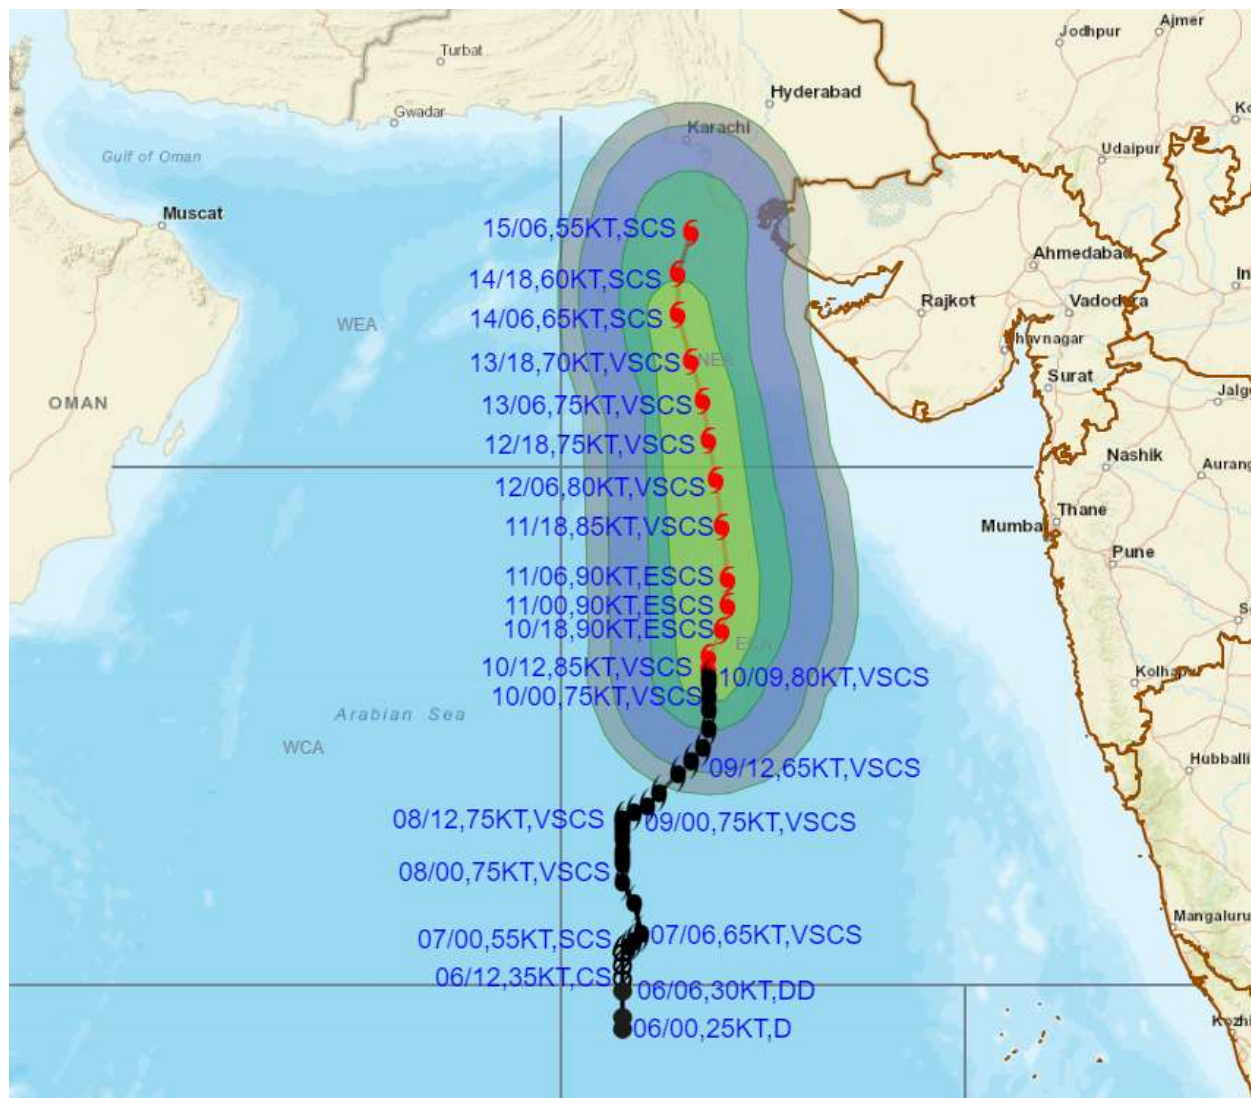 Ajmer
Jodhpur
Turbat
Hyderabad
Gwadar
Karachi
Udaipur
Gulf of Oman
Muscat
15/06,55KT,SCS
Ahmedabad
14/18,60KT,SCS
Rajkot
Vadodara
WEA
14/06,65KT,SCS
Bhavnagar
13/18,70KT,VSCS
NEA
Surat
OMAN
13/06,75KT,VSCS
12/18,75KT,VSCS
Nashik
12/06,80KT,VSCS
11/18,85KT,VSCS
Thane
Mumbai
Pune
11/06,90KT,ESCS
11/00,90KT,ESCS
10/18,90KT,ESCS
ECA
10/12,85KT,VSCS
10/09,80KT,VSCS
Kolhapur
10/00,75KT,VSCS
Arabian Sea
WCA
Hubballi
09/12,65KT,VSCS
08/12,75KT,VSCS
09/00,75KT,VSCS
08/00,75KT,VSCS
Mangaluru
07/00,55KT,SCS
07/06,65KT,VSCS
06/12,35KT,CS
06/06,30KT,DD
06/00,25KT,D